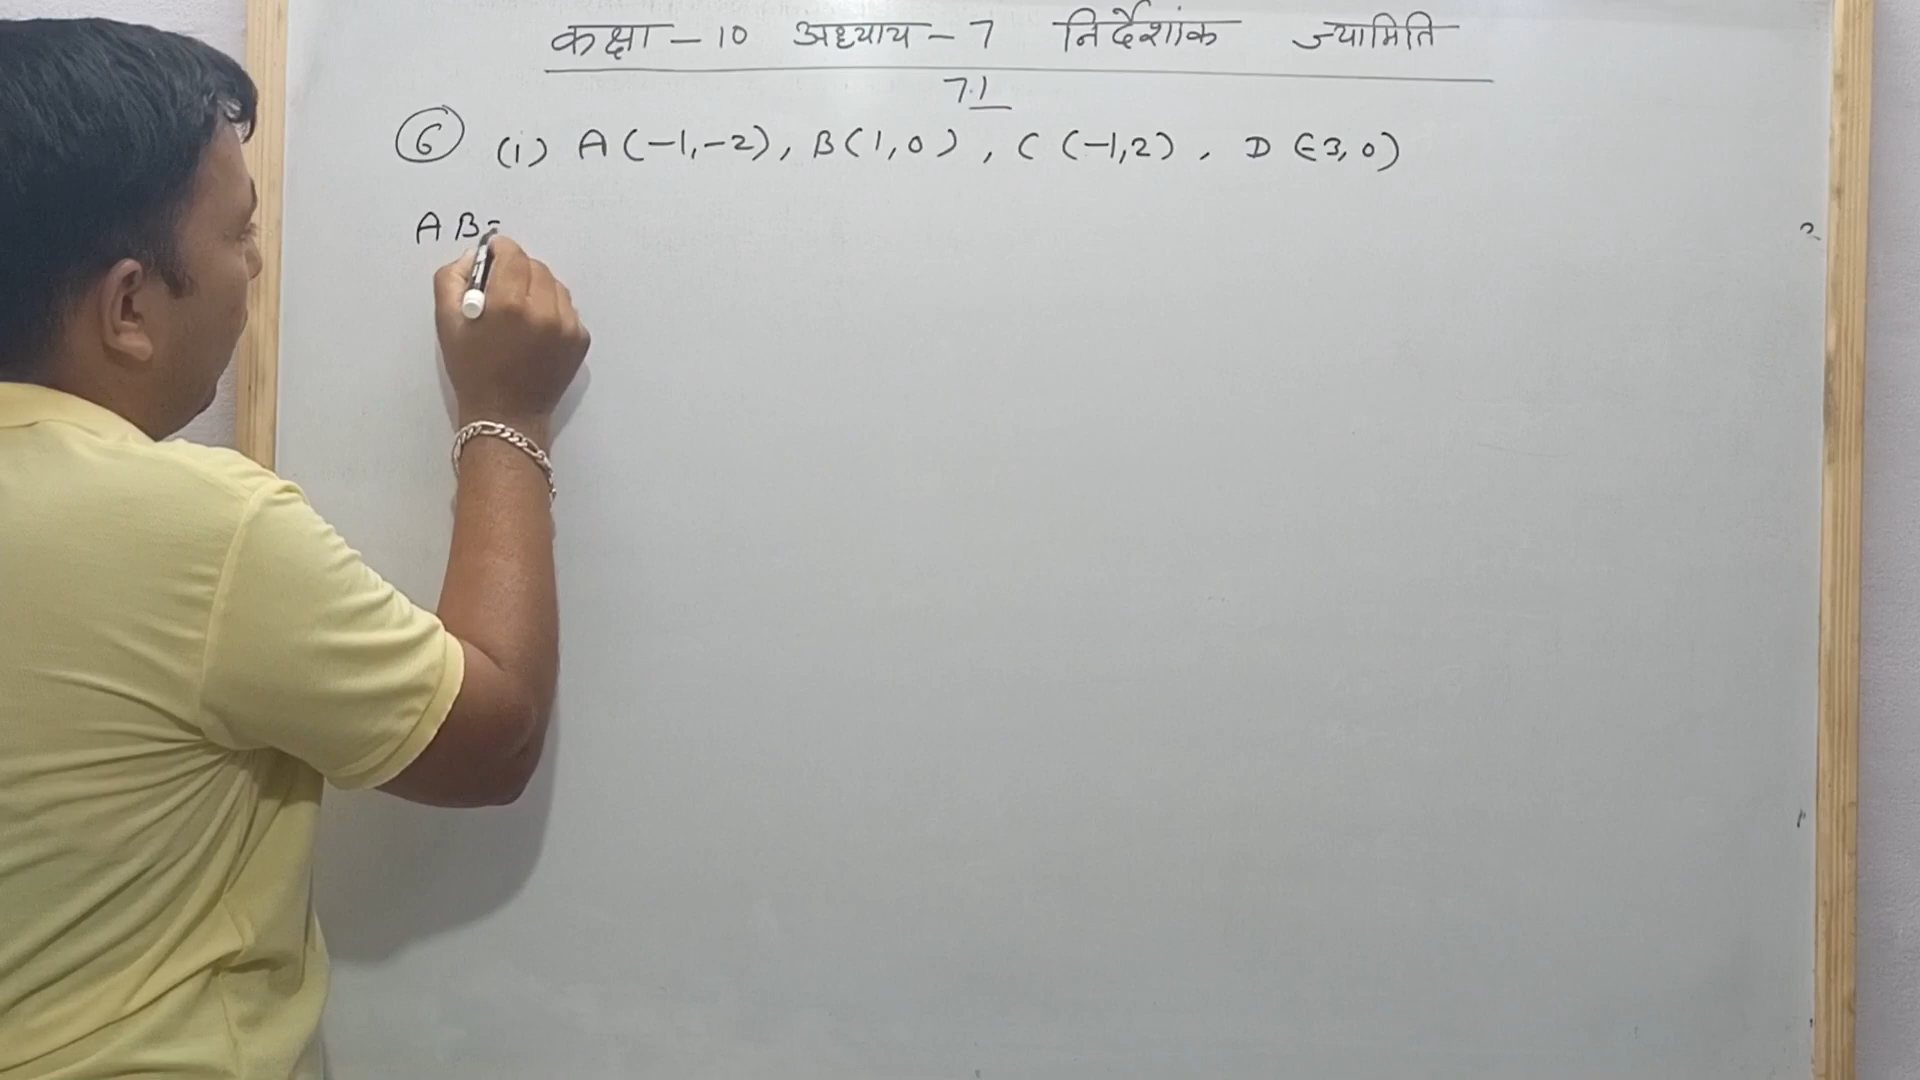 कक्षा - 10 अध्याय - 7 निर्देशांक ज्यामिति
7.1
6 (i) A (-1,-2), B (1,0), C (-1,2), D (-3,0)
AB=